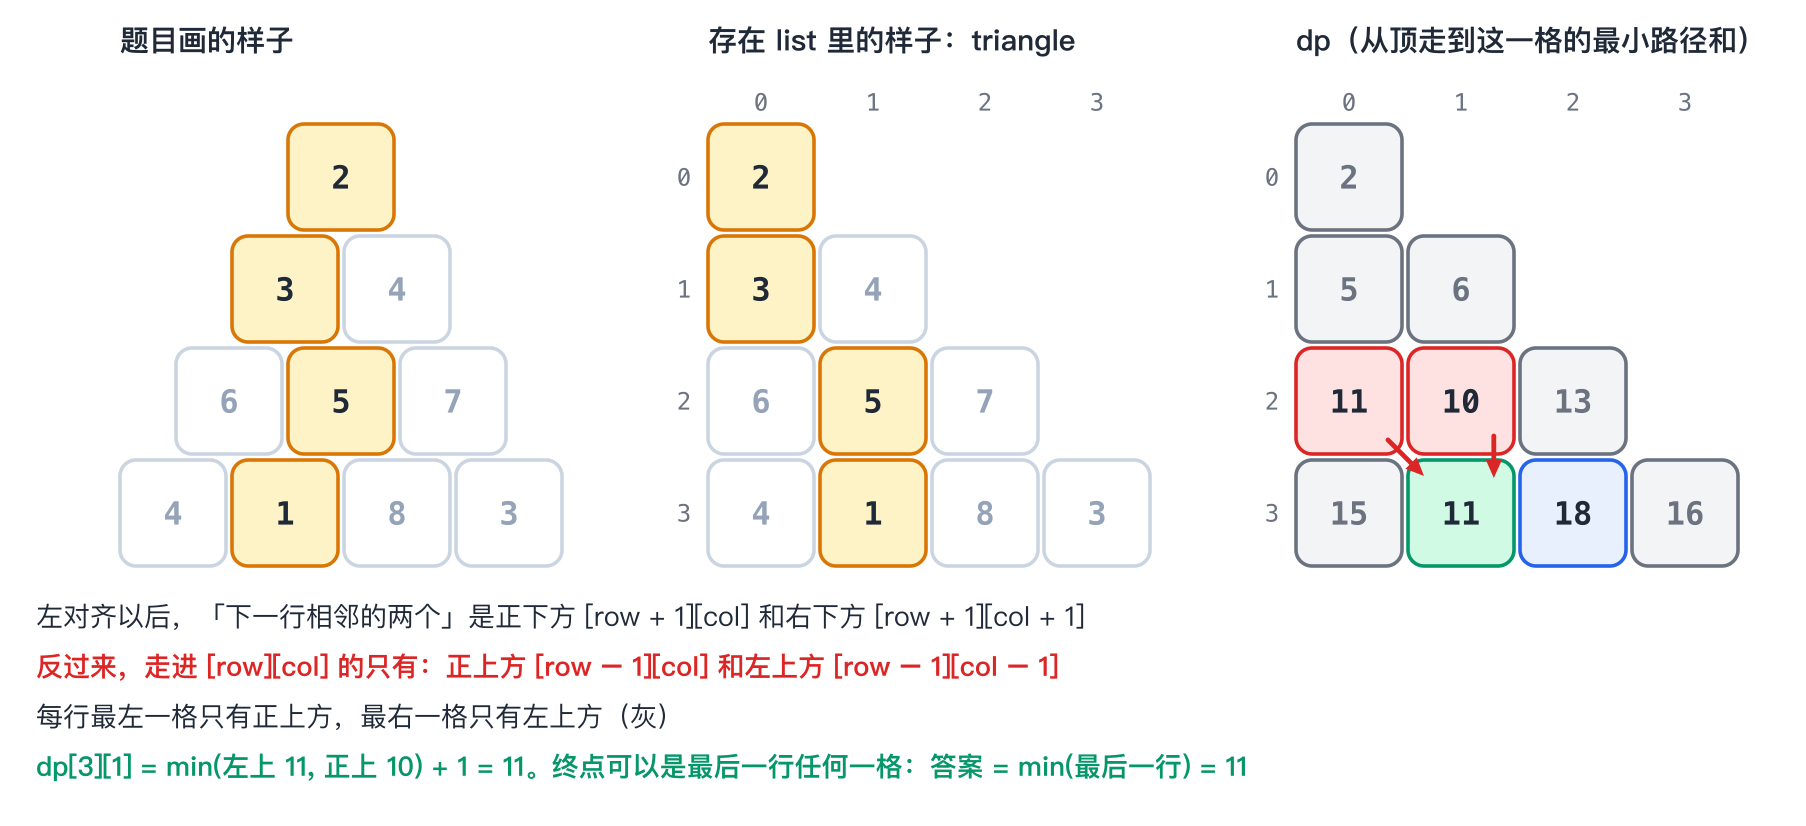 题目画的样子
存在 list 里的样子：triangle
dp（从顶走到这一格的最小路径和）
2
3 4
6 5 7
4 1 8 3
0 1 2 3
0 2
1 3 4
2 6 5 7
3 4 1 8 3
0 1 2 3
0 2
1 5 6
2 11 10 13
3 15 11 18 16
左对齐以后，「下一行相邻的两个」是正下方 [row + 1][col] 和右下方 [row + 1][col + 1]
反过来，走进 [row][col] 的只有：正上方 [row − 1][col] 和左上方 [row − 1][col − 1]
每行最左一格只有正上方，最右一格只有左上方（灰）
dp[3][1] = min(左上 11, 正上 10) + 1 = 11。终点可以是最后一行任何一格：答案 = min(最后一行) = 11